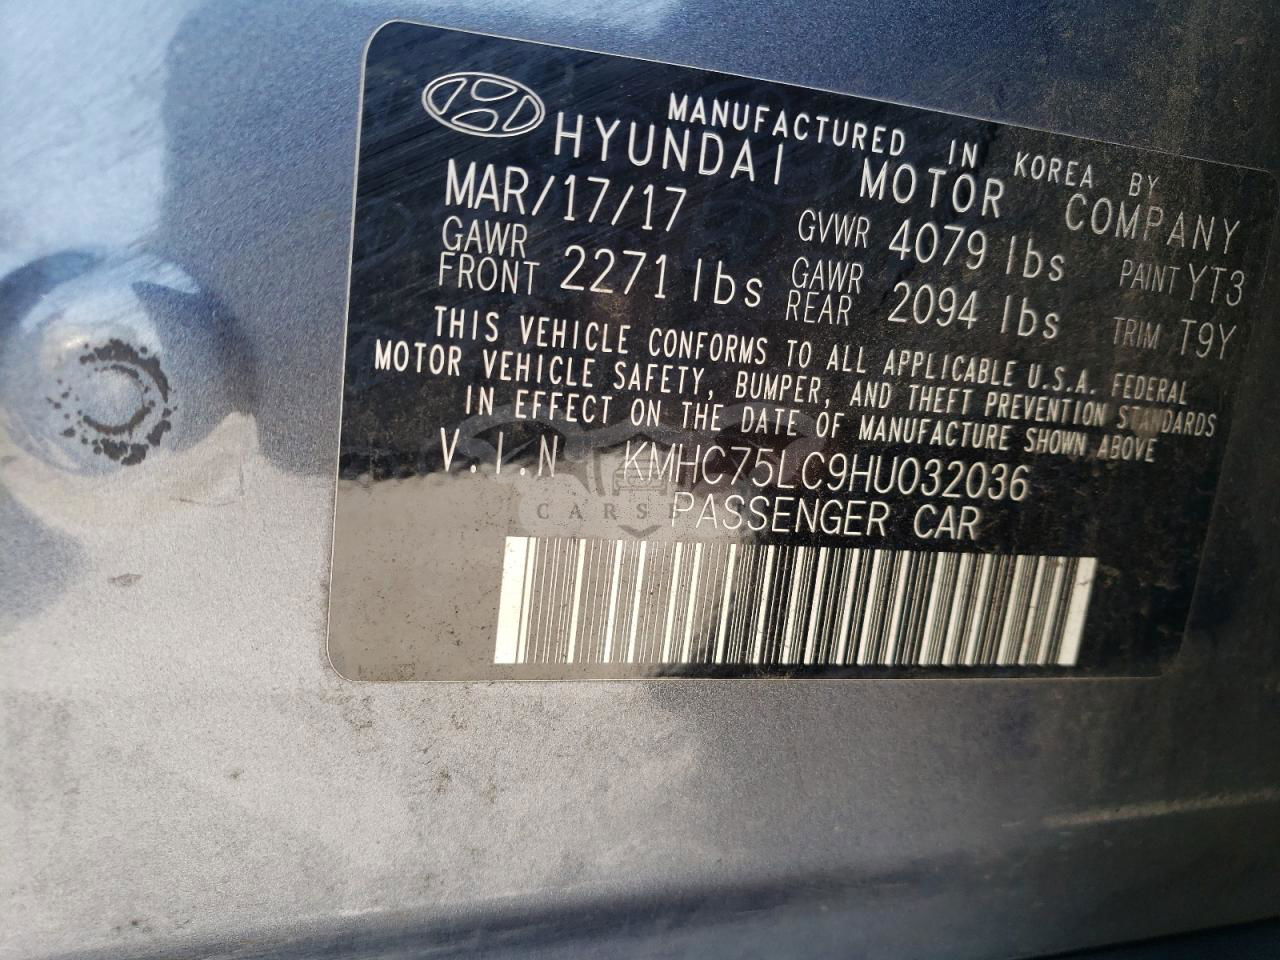 MANUFACTURED IN KOREA BY
HYUNDAI MOTOR COMPANY
MAR/17/17 GVWR 4079 lbs PAINT YT3
GAWR FRONT 2271 lbs GAWR REAR 2094 lbs TRIM T9Y
THIS VEHICLE CONFORMS TO ALL APPLICABLE U.S.A. FEDERAL
MOTOR VEHICLE SAFETY, BUMPER, AND THEFT PREVENTION STANDARDS
IN EFFECT ON THE DATE OF MANUFACTURE SHOWN ABOVE
V.I.N KMHC75LC9HU032036
PASSENGER CAR